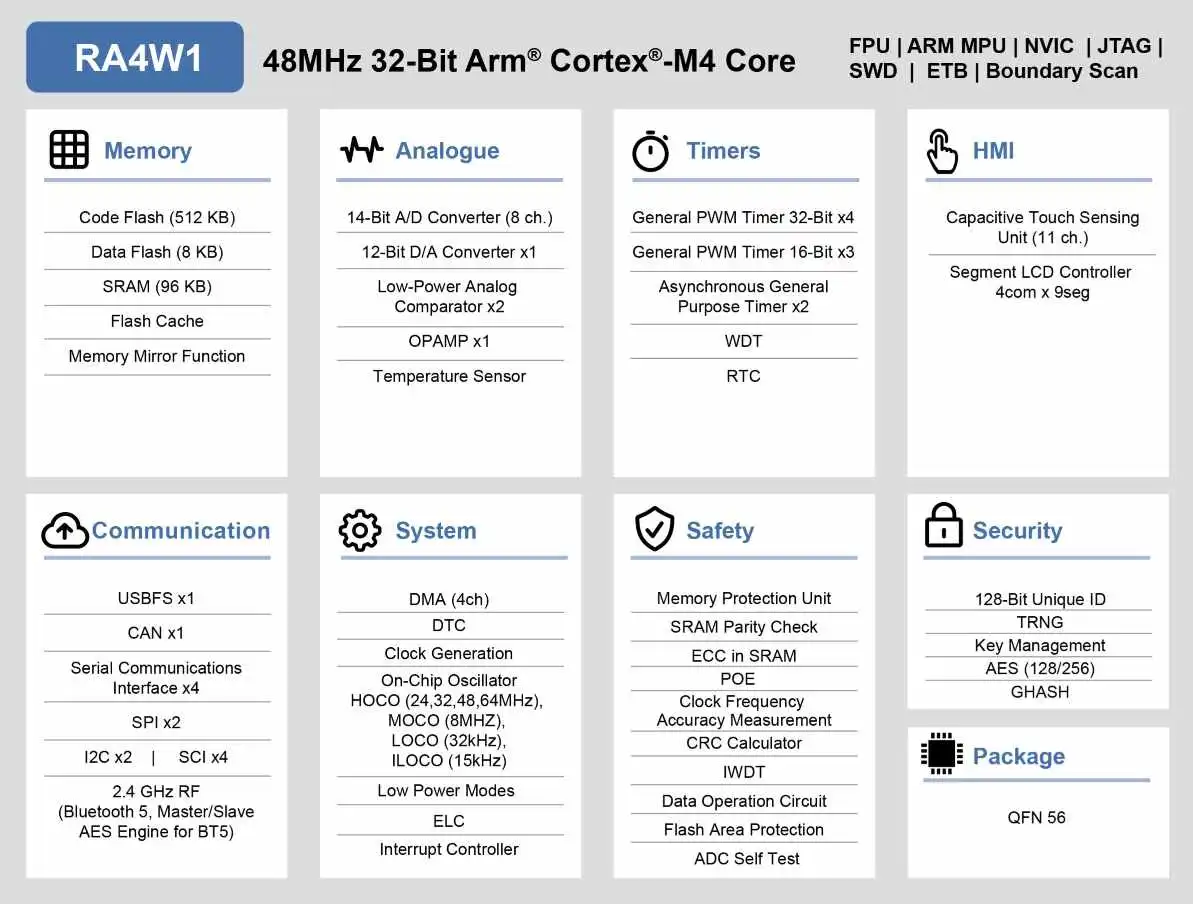 RA4W1
48MHz 32-Bit Arm® Cortex®-M4 Core
FPU | ARM MPU | NVIC | JTAG |
SWD | ETB | Boundary Scan
Memory
Code Flash (512 KB)
Data Flash (8 KB)
SRAM (96 KB)
Flash Cache
Memory Mirror Function
Analogue
14-Bit A/D Converter (8 ch.)
12-Bit D/A Converter x1
Low-Power Analog
Comparator x2
OPAMP x1
Temperature Sensor
Timers
General PWM Timer 32-Bit x4
General PWM Timer 16-Bit x3
Asynchronous General
Purpose Timer x2
WDT
RTC
HMI
Capacitive Touch Sensing
Unit (11 ch.)
Segment LCD Controller
4com x 9seg
Communication
USBFS x1
CAN x1
Serial Communications
Interface x4
SPI x2
I2C x2 | SCI x4
2.4 GHz RF
(Bluetooth 5, Master/Slave
AES Engine for BT5)
System
DMA (4ch)
DTC
Clock Generation
On-Chip Oscillator
HOCO (24,32,48,64MHz),
MOCO (8MHZ),
LOCO (32kHz),
ILOCO (15kHz)
Low Power Modes
ELC
Interrupt Controller
Safety
Memory Protection Unit
SRAM Parity Check
ECC in SRAM
POE
Clock Frequency
Accuracy Measurement
CRC Calculator
IWDT
Data Operation Circuit
Flash Area Protection
ADC Self Test
Security
128-Bit Unique ID
TRNG
Key Management
AES (128/256)
GHASH
Package
QFN 56